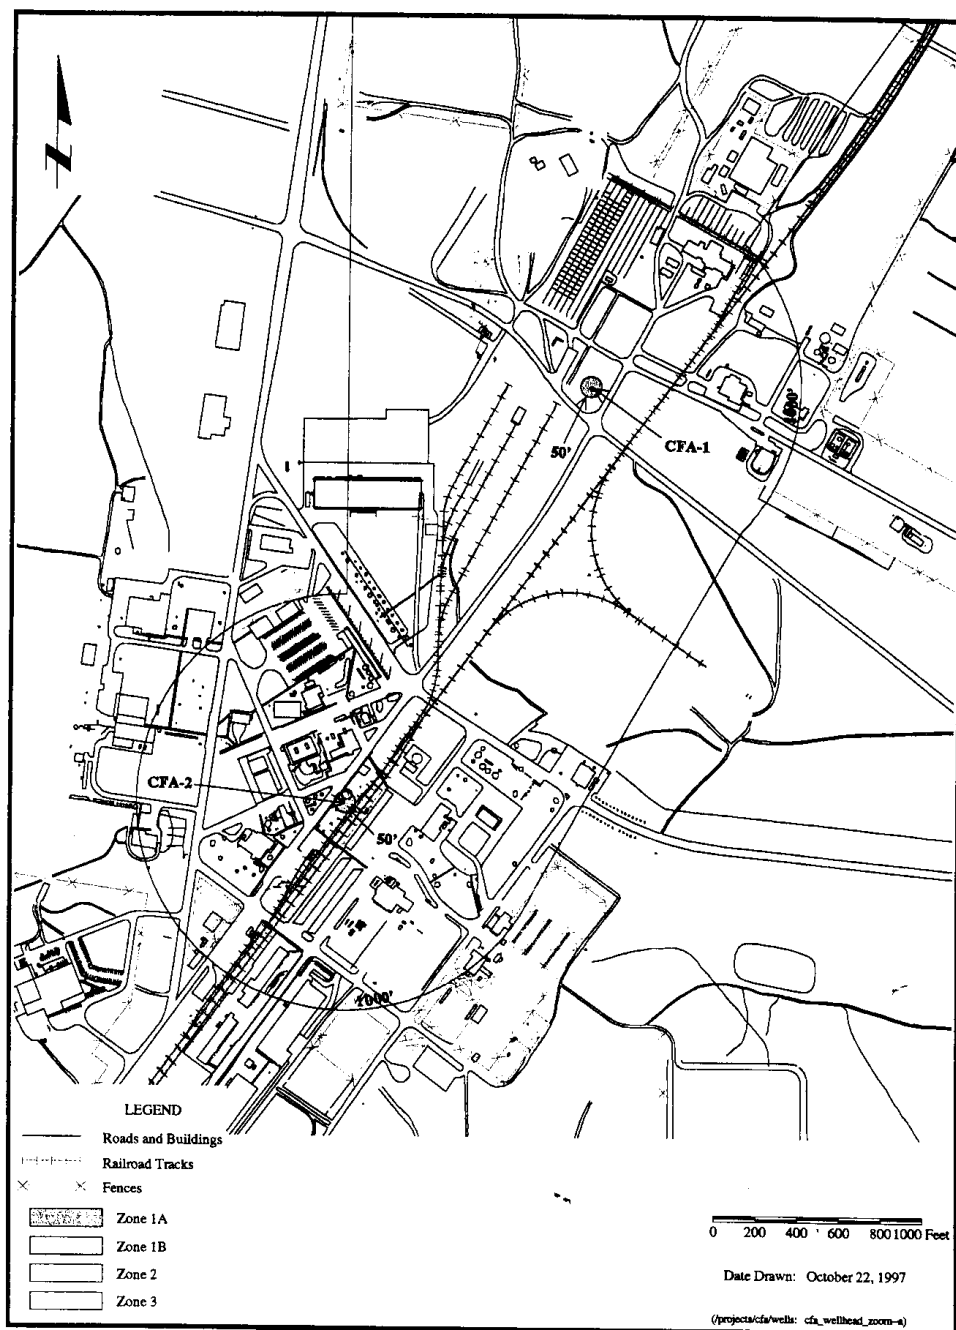 N
50'
CFA-1
CFA-2
50'
1000'
LEGEND
Roads and Buildings
Railroad Tracks
Fences
Zone 1A
Zone 1B
Zone 2
Zone 3
0 200 400 600 800 1000 Feet
Date Drawn: October 22, 1997
(/projects/cfa/wells: cfa_wellhead_zoom-a)